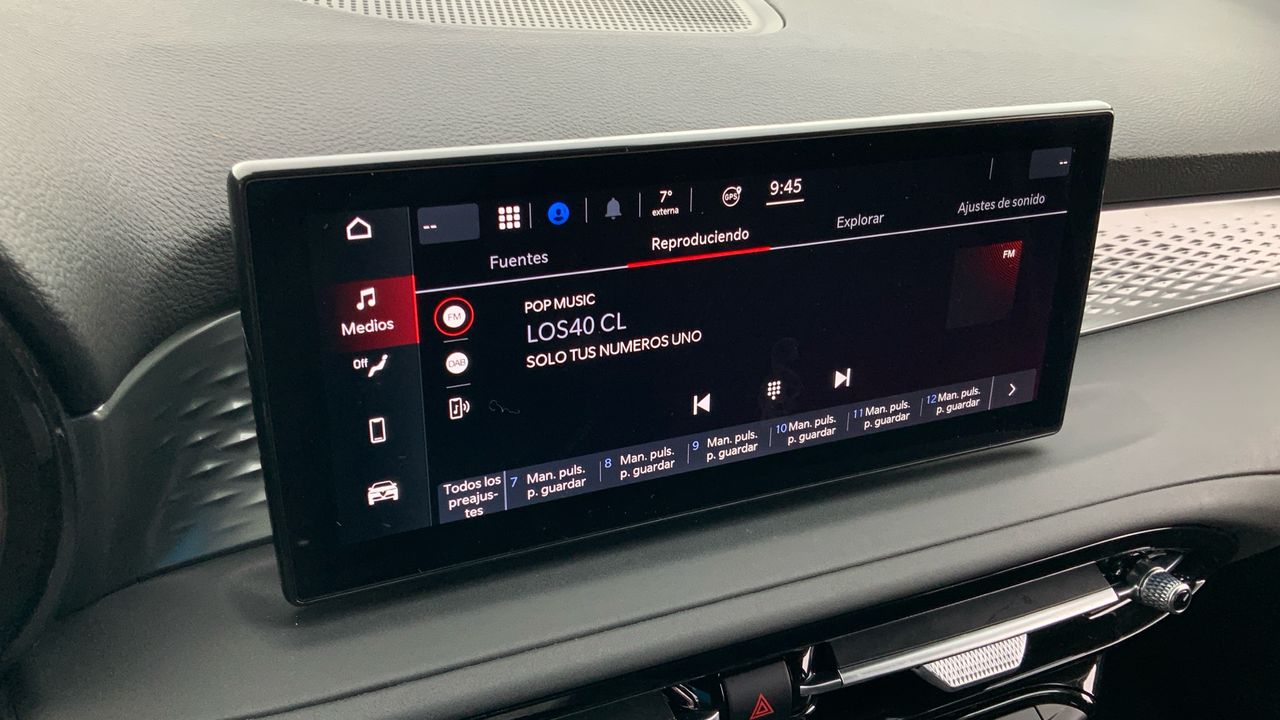 --
7°
externa
GPS
9:45
--
Fuentes
Reproduciendo
Explorar
Ajustes de sonido
Medios
Off
FM
DAB
POP MUSIC
LOS40 CL
SOLO TUS NUMEROS UNO
FM
Todos los
preajus-
tes
7 Man. puls.
p. guardar
8 Man. puls.
p. guardar
9 Man. puls.
p. guardar
10 Man. puls.
p. guardar
11 Man. puls.
p. guardar
12 Man. puls.
p. guardar